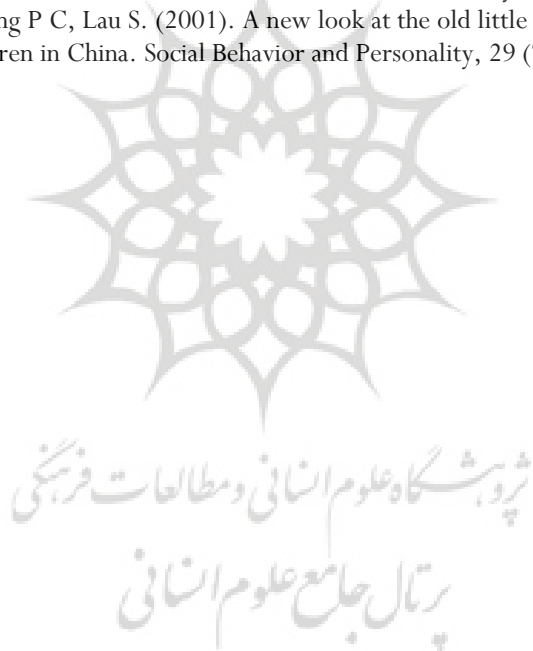 ng P C, Lau S. (2001). A new look at the old little
ren in China. Social Behavior and Personality, 29 (
پژوهشگاه علوم انسانی و مطالعات فرهنگی
پرتال جامع علوم انسانی